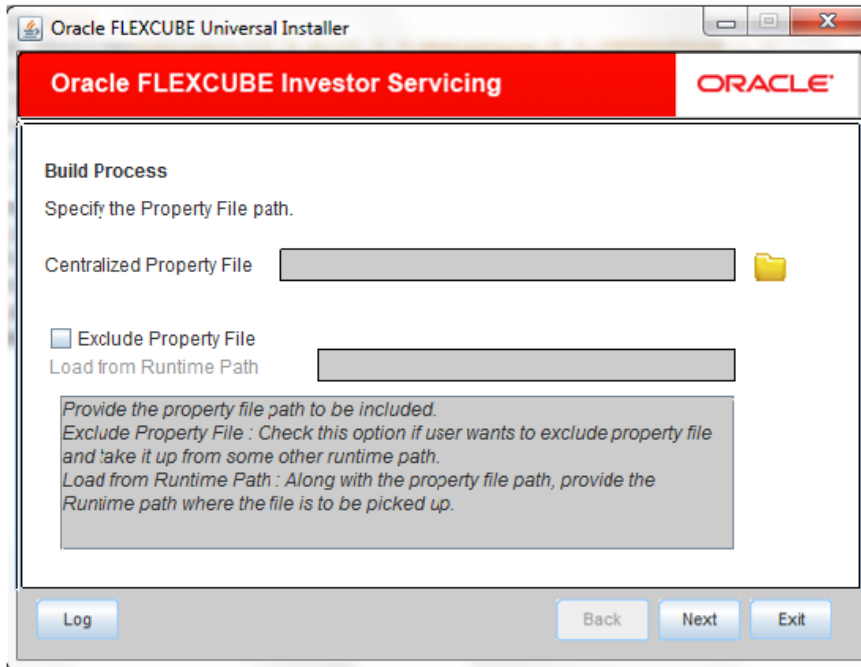 Oracle FLEXCUBE Universal Installer
Oracle FLEXCUBE Investor Servicing
ORACLE
Build Process
Specify the Property File path.
Centralized Property File
Exclude Property File
Load from Runtime Path
Provide the property file path to be included.
Exclude Property File : Check this option if user wants to exclude property file
and take it up from some other runtime path.
Load from Runtime Path : Along with the property file path, provide the
Runtime path where the file is to be picked up.
Log
Back
Next
Exit